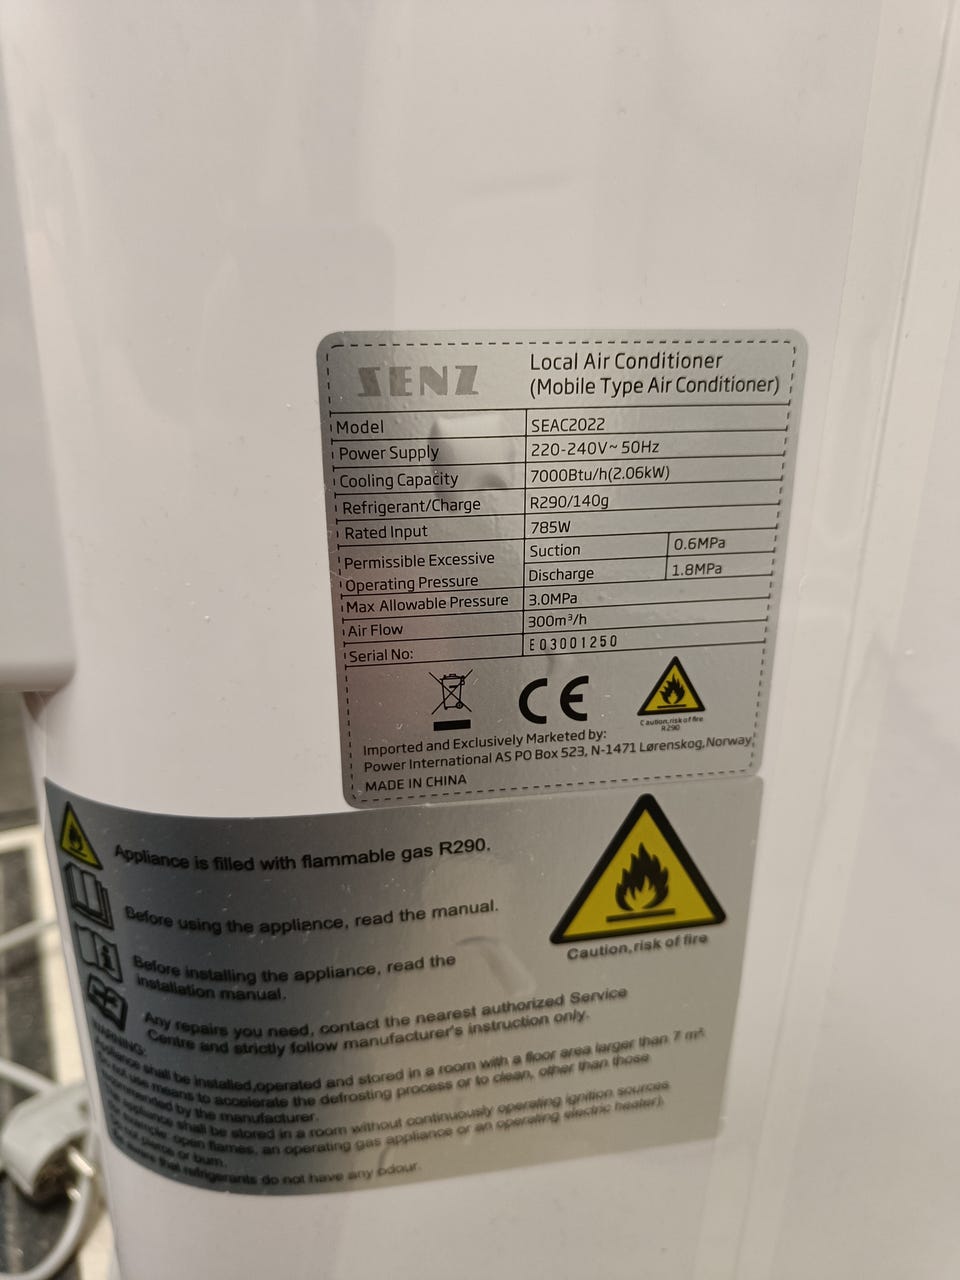 SENZ
Local Air Conditioner
(Mobile Type Air Conditioner)
Model SEAC2022
Power Supply 220-240V~ 50Hz
Cooling Capacity 7000Btu/h(2.06kW)
Refrigerant/Charge R290/140g
Rated Input 785W
Permissible Excessive
Operating Pressure
Suction 0.6MPa
Discharge 1.8MPa
Max Allowable Pressure 3.0MPa
Air Flow 300m³/h
Serial No: E03001250
CE
Caution,risk of fire
R290
Imported and Exclusively Marketed by:
Power International AS PO Box 523, N-1471 Lørenskog,Norway
MADE IN CHINA
Appliance is filled with flammable gas R290.
Before using the appliance, read the manual.
Before installing the appliance, read the
installation manual.
Caution,risk of fire
Any repairs you need, contact the nearest authorized Service
Centre and strictly follow manufacturer's instruction only.
WARNING:
Appliance shall be installed,operated and stored in a room with a floor area larger than 7 m².
Do not use means to accelerate the defrosting process or to clean, other than those
recommended by the manufacturer.
The appliance shall be stored in a room without continuously operating ignition sources
example: open flames, an operating gas appliance or an operating electric heater).
Do not pierce or burn.
aware that refrigerants do not have any odour.